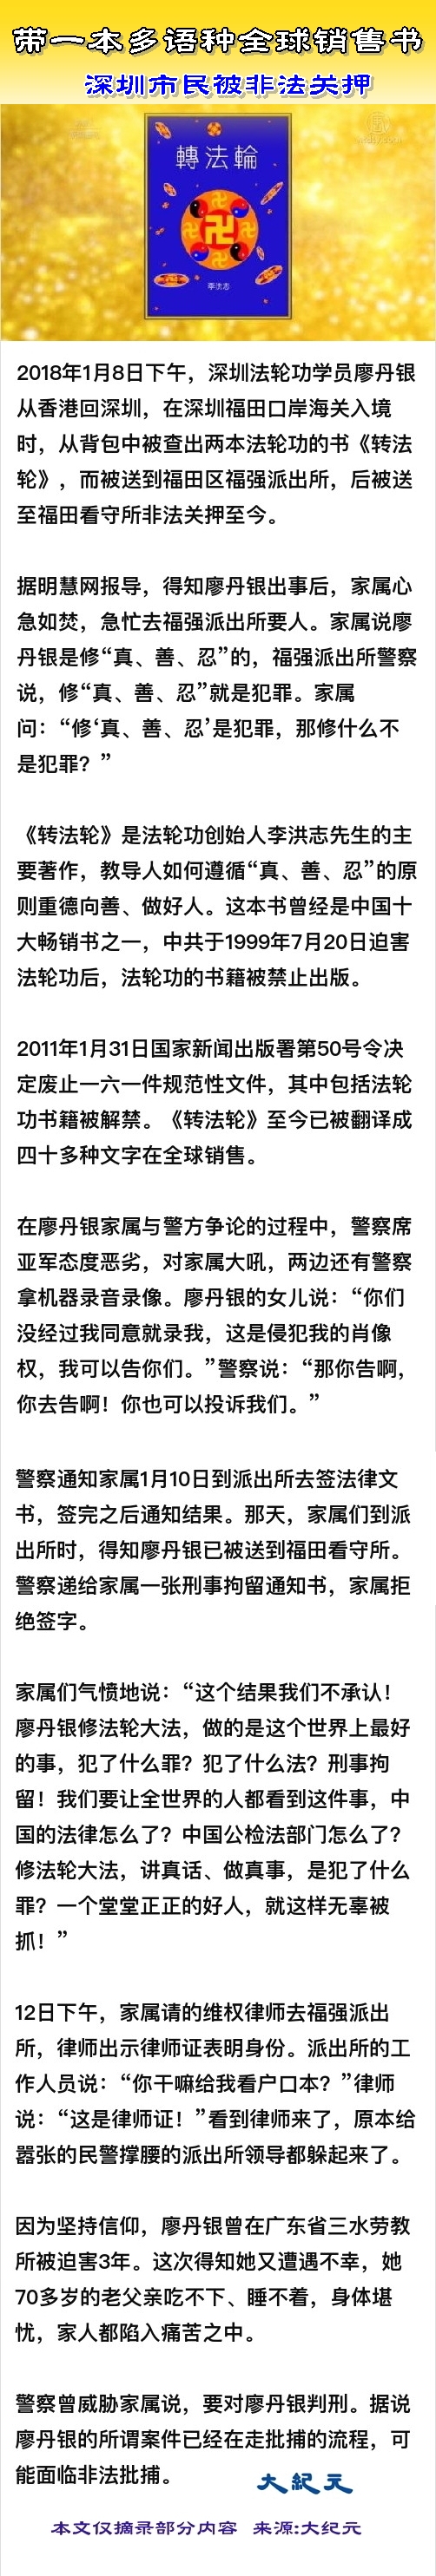 带一本多语种全球销售书
深圳市民被非法关押
轉法輪
李洪志
2018年1月8日下午，深圳法轮功学员廖丹银
从香港回深圳，在深圳福田口岸海关入境
时，从背包中被查出两本法轮功的书《转法
轮》，而被送到福田区福强派出所，后被送
至福田看守所非法关押至今。
据明慧网报导，得知廖丹银出事后，家属心
急如焚，急忙去福强派出所要人。家属说廖
丹银是修“真、善、忍”的，福强派出所警察
说，修“真、善、忍”就是犯罪。家属
问：“修‘真、善、忍’是犯罪，那修什么不
是犯罪？”
《转法轮》是法轮功创始人李洪志先生的主
要著作，教导人如何遵循“真、善、忍”的原
则重德向善、做好人。这本书曾经是中国十
大畅销书之一，中共于1999年7月20日迫害
法轮功后，法轮功的书籍被禁止出版。
2011年1月31日国家新闻出版署第50号令决
定废止一六一件规范性文件，其中包括法轮
功书籍被解禁。《转法轮》至今已被翻译成
四十多种文字在全球销售。
在廖丹银家属与警方争论的过程中，警察席
亚军态度恶劣，对家属大吼，两边还有警察
拿机器录音录像。廖丹银的女儿说：“你们
没经过我同意就录我，这是侵犯我的肖像
权，我可以告你们。”警察说：“那你告啊，
你去告啊！你也可以投诉我们。”
警察通知家属1月10日到派出所去签法律文
书，签完之后通知结果。那天，家属们到派
出所时，得知廖丹银已被送到福田看守所。
警察递给家属一张刑事拘留通知书，家属拒
绝签字。
家属们气愤地说：“这个结果我们不承认！
廖丹银修法轮大法，做的是这个世界上最好
的事，犯了什么罪？犯了什么法？刑事拘
留！我们要让全世界的人都看到这件事，中
国的法律怎么了？中国公检法部门怎么了？
修法轮大法，讲真话、做真事，是犯了什么
罪？一个堂堂正正的好人，就这样无辜被
抓！”
12日下午，家属请的维权律师去福强派出
所，律师出示律师证表明身份。派出所的工
作人员说：“你干嘛给我看户口本？”律师
说：“这是律师证！”看到律师来了，原本给
嚣张的民警撑腰的派出所领导都躲起来了。
因为坚持信仰，廖丹银曾在广东省三水劳教
所被迫害3年。这次得知她又遭遇不幸，她
70多岁的老父亲吃不下、睡不着，身体堪
忧，家人都陷入痛苦之中。
警察曾威胁家属说，要对廖丹银判刑。据说
廖丹银的所谓案件已经在走批捕的流程，可
能面临非法批捕。
大紀元
本文仅摘录部分内容 来源:大纪元